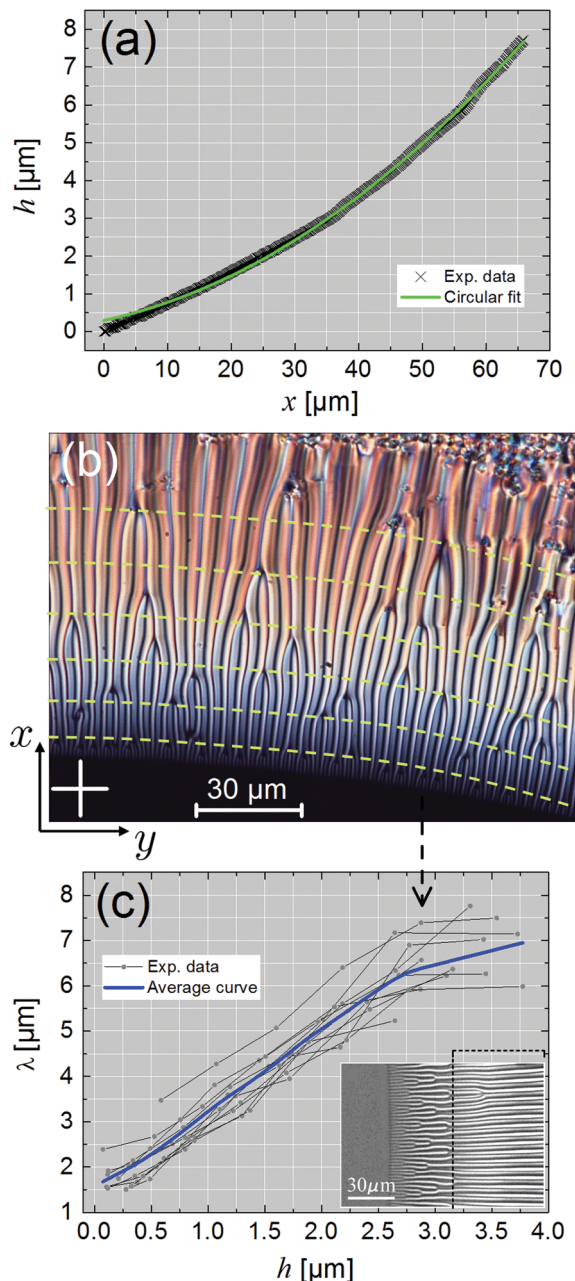 (a)
8
7
6
5
4
3
2
1
0
h [µm]
× Exp. data
Circular fit
0 10 20 30 40 50 60 70
x [µm]
(b)
x
y
30 µm
(c)
8
7
6
5
4
3
2
1
λ [µm]
Exp. data
Average curve
30µm
0.0 0.5 1.0 1.5 2.0 2.5 3.0 3.5 4.0
h [µm]